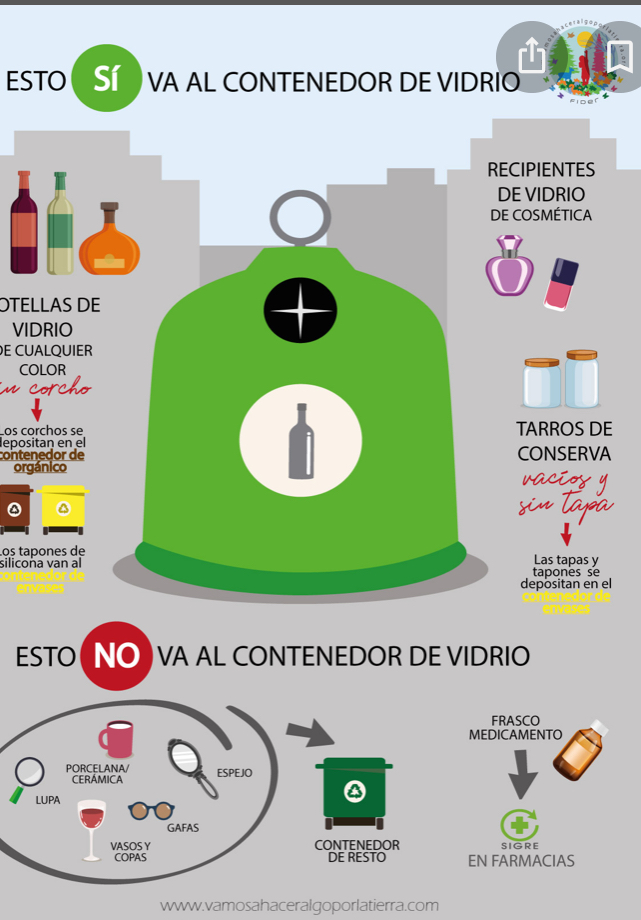 ESTO SÍ VA AL CONTENEDOR DE VIDRIO
FIDER
OTELLAS DE
VIDRIO
DE CUALQUIER
COLOR
in corcho
Los corchos se
depositan en el
contenedor de
orgánico
Los tapones de
silicona van al
contenedor de
envases
RECIPIENTES
DE VIDRIO
DE COSMÉTICA
TARROS DE
CONSERVA
vacíos y
sin tapa
Las tapas y
tapones se
depositan en el
contenedor de
envases
ESTO NO VA AL CONTENEDOR DE VIDRIO
LUPA
PORCELANA/
CERÁMICA
ESPEJO
GAFAS
VASOS Y
COPAS
CONTENEDOR
DE RESTO
FRASCO
MEDICAMENTO
SIGRE
EN FARMACIAS
www.vamosahaceralgoporlatierra.com